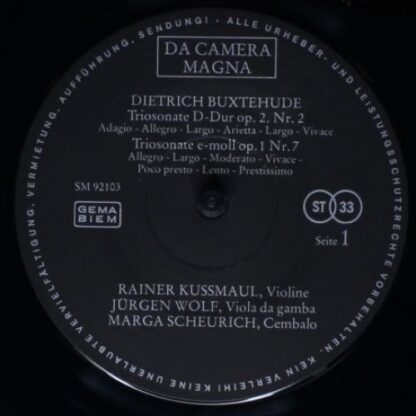 DA CAMERA
MAGNA
DIETRICH BUXTEHUDE
Triosonate D-Dur op. 2. Nr. 2
Adagio - Allegro - Largo - Arietta - Largo - Vivace
Triosonate e-moll op. 1 Nr. 7
Allegro - Largo - Moderato - Vivace -
Poco presto - Lento - Prestissimo
SM 92103
GEMA
BIEM
ST 33
Seite 1
RAINER KUSSMAUL, Violine
JÜRGEN WOLF, Viola da gamba
MARGA SCHEURICH, Cembalo
ALLE URHEBER- UND LEISTUNGSSCHUTZRECHTE VORBEHALTEN· KEIN VERLEIH! KEINE UNERLAUBTE VERVIELFÄLTIGUNG, VERMIETUNG, AUFFÜHRUNG, SENDUNG!